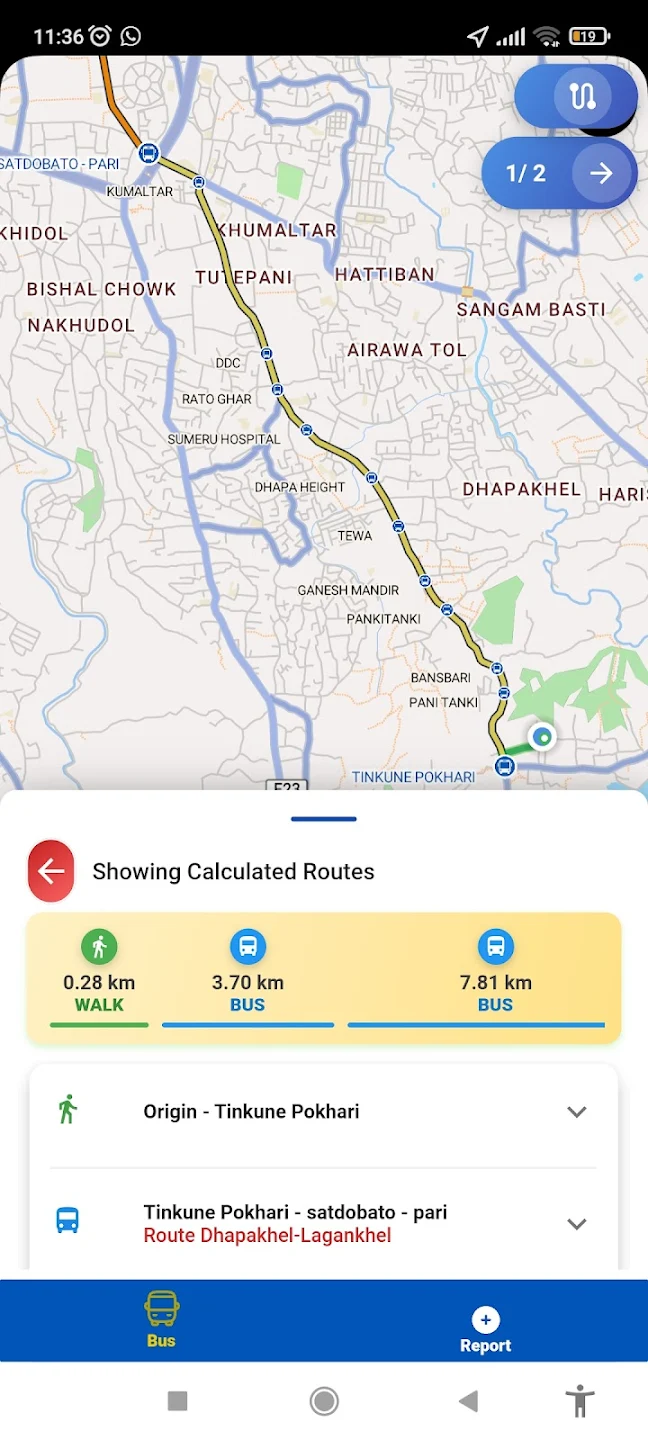 11:36
19
SATDOBATO - PARI
1/ 2
KUMALTAR
KHIDOL
KHUMALTAR
TUTEPANI
HATTIBAN
BISHAL CHOWK
SANGAM BASTI
NAKHUDOL
AIRAWA TOL
DDC
RATO GHAR
SUMERU HOSPITAL
DHAPA HEIGHT
DHAPAKHEL
HARIS
TEWA
GANESH MANDIR
PANKITANKI
BANSBARI
PANI TANKI
TINKUNE POKHARI
F23
Showing Calculated Routes
0.28 km
WALK
3.70 km
BUS
7.81 km
BUS
Origin - Tinkune Pokhari
Tinkune Pokhari - satdobato - pari
Route Dhapakhel-Lagankhel
Bus
Report